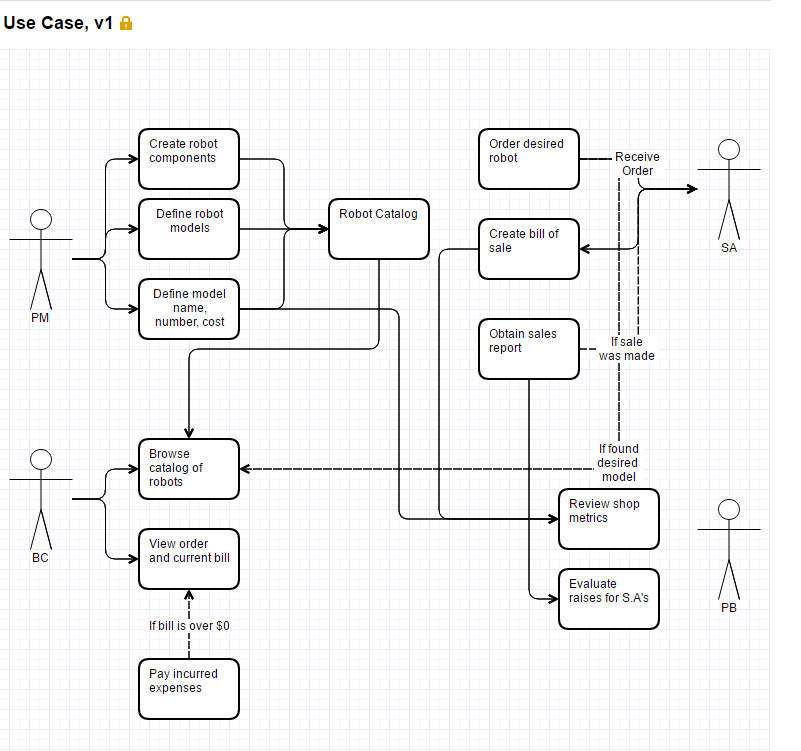 Use Case, v1
Create robot
components
Define robot
models
Define model
name,
number, cost
PM
Robot Catalog
Order desired
robot
Receive
Order
SA
Create bill of
sale
Obtain sales
report
If sale
was made
If found
desired
model
Browse
catalog of
robots
BC
View order
and current bill
If bill is over $0
Pay incurred
expenses
Review shop
metrics
Evaluate
raises for S.A's
PB